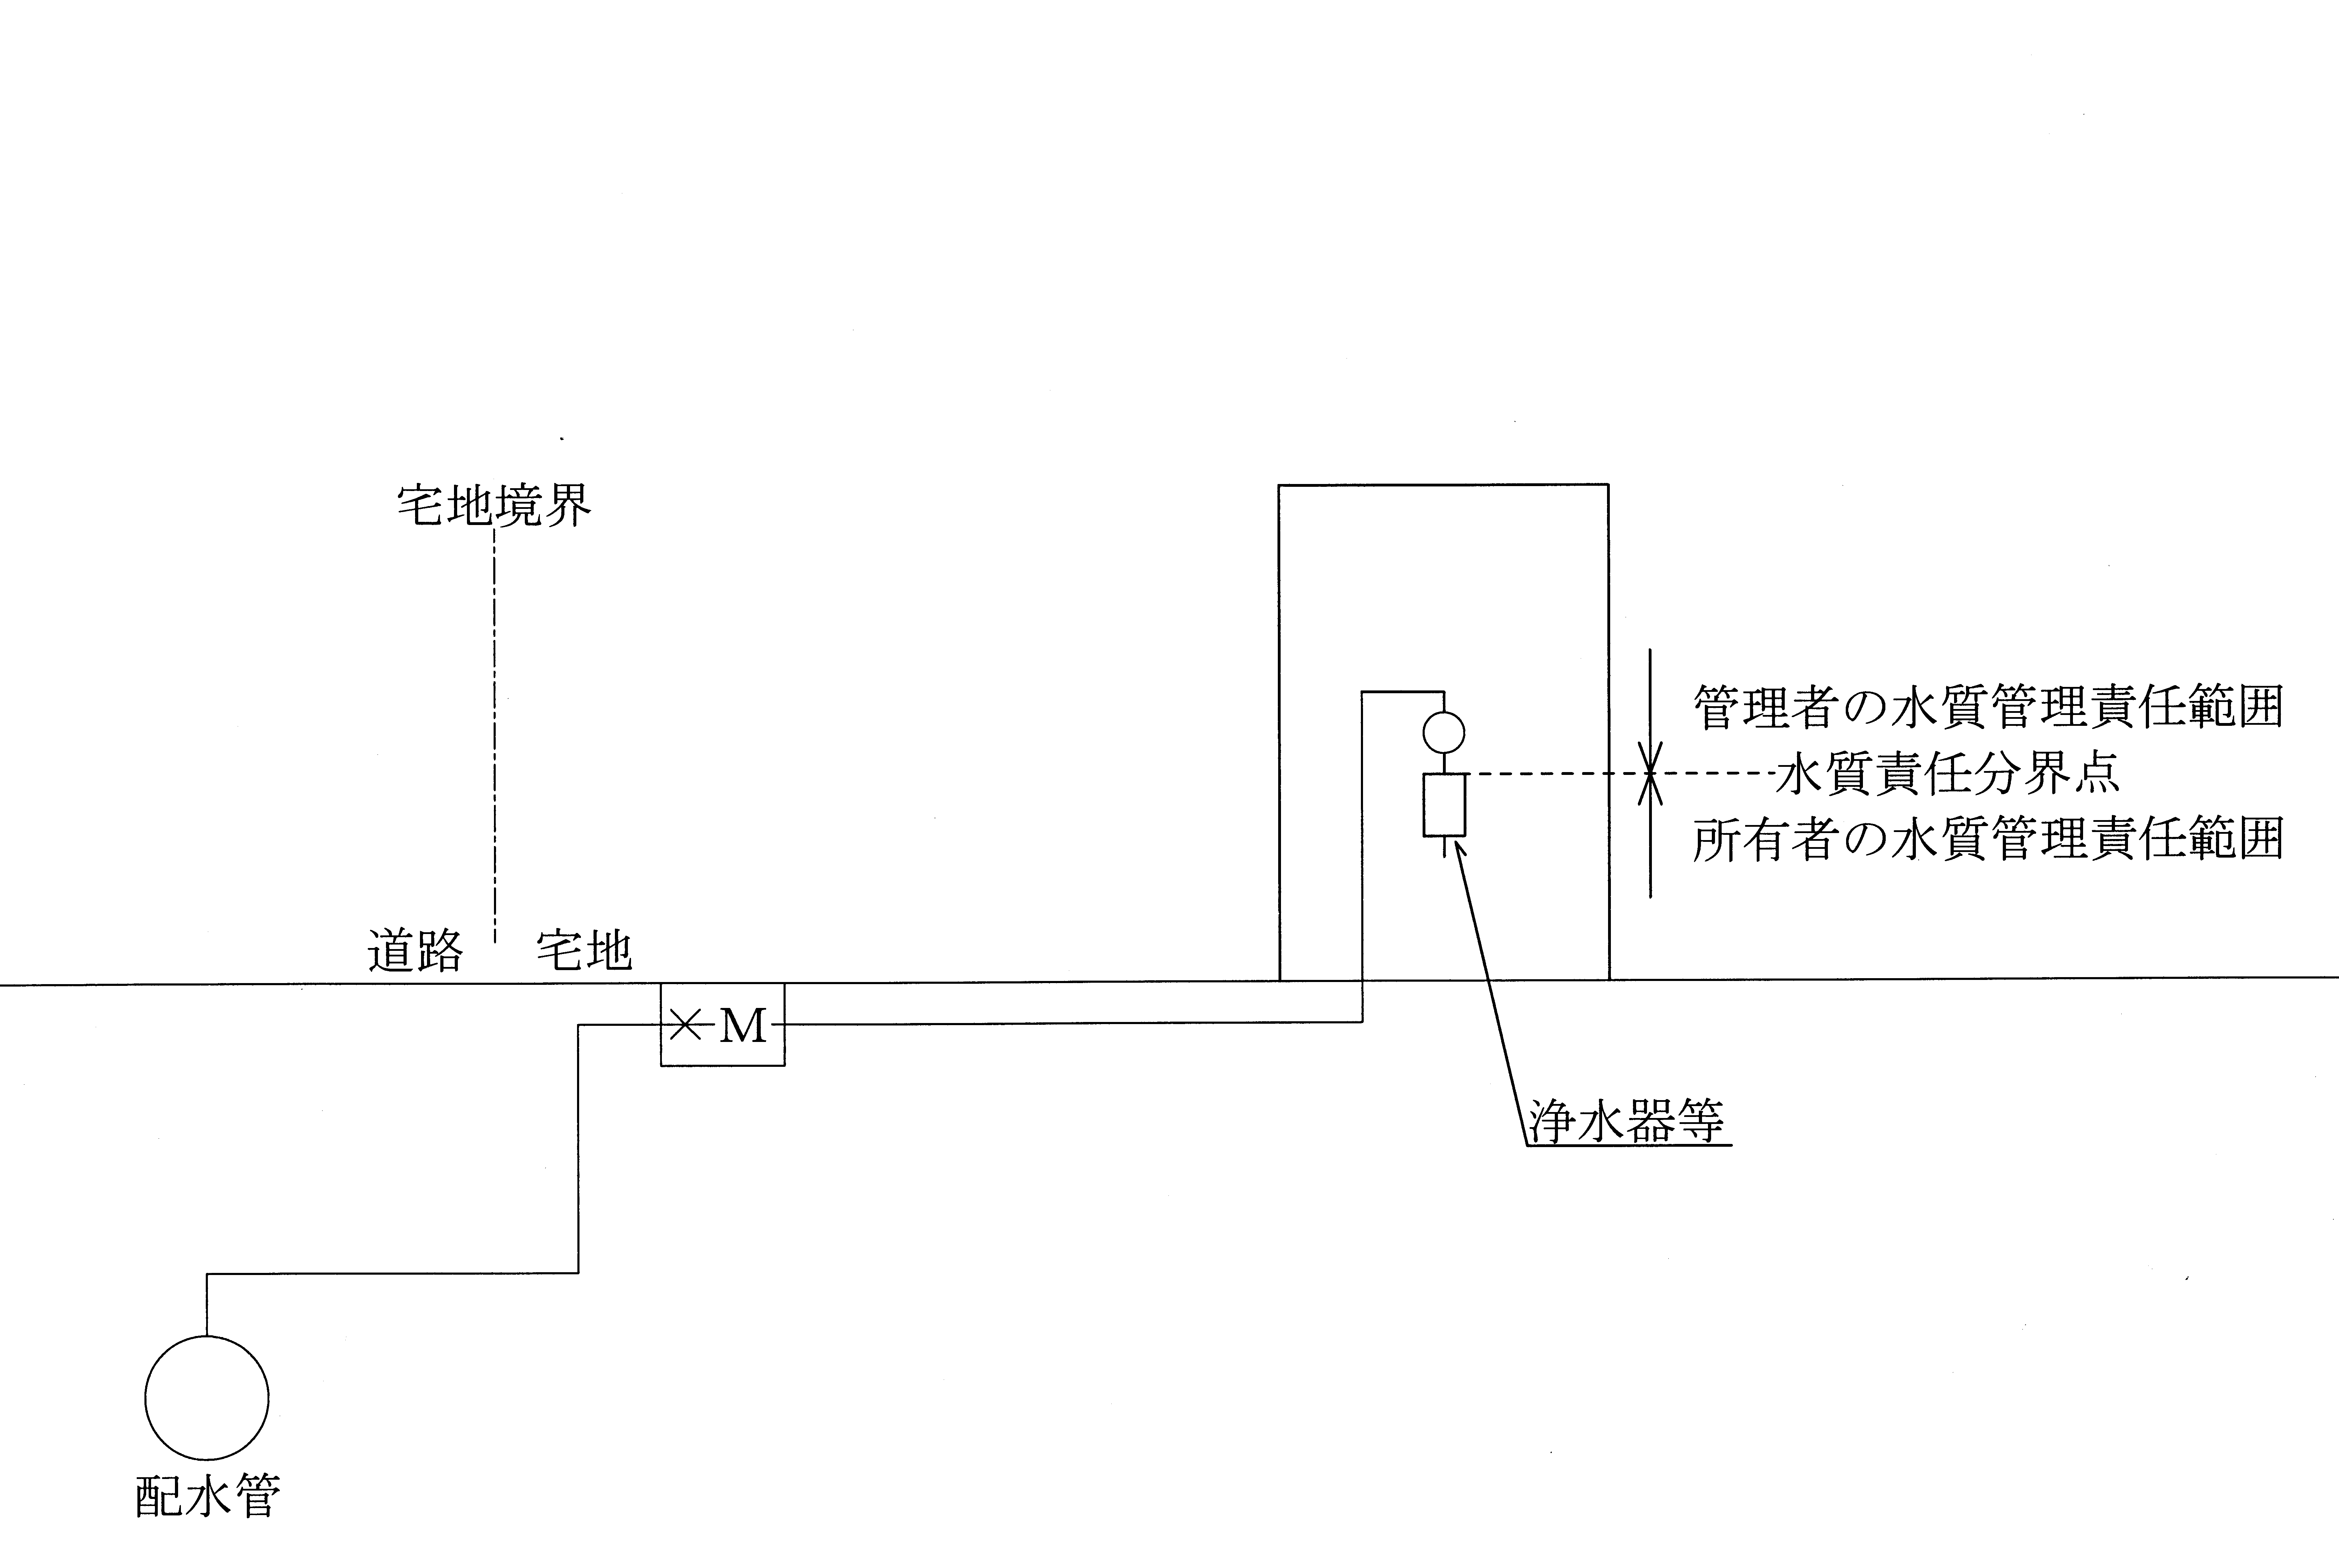 宅地境界
管理者の水質管理責任範囲
水質責任分界点
所有者の水質管理責任範囲
道路 宅地
M
浄水器等
配水管